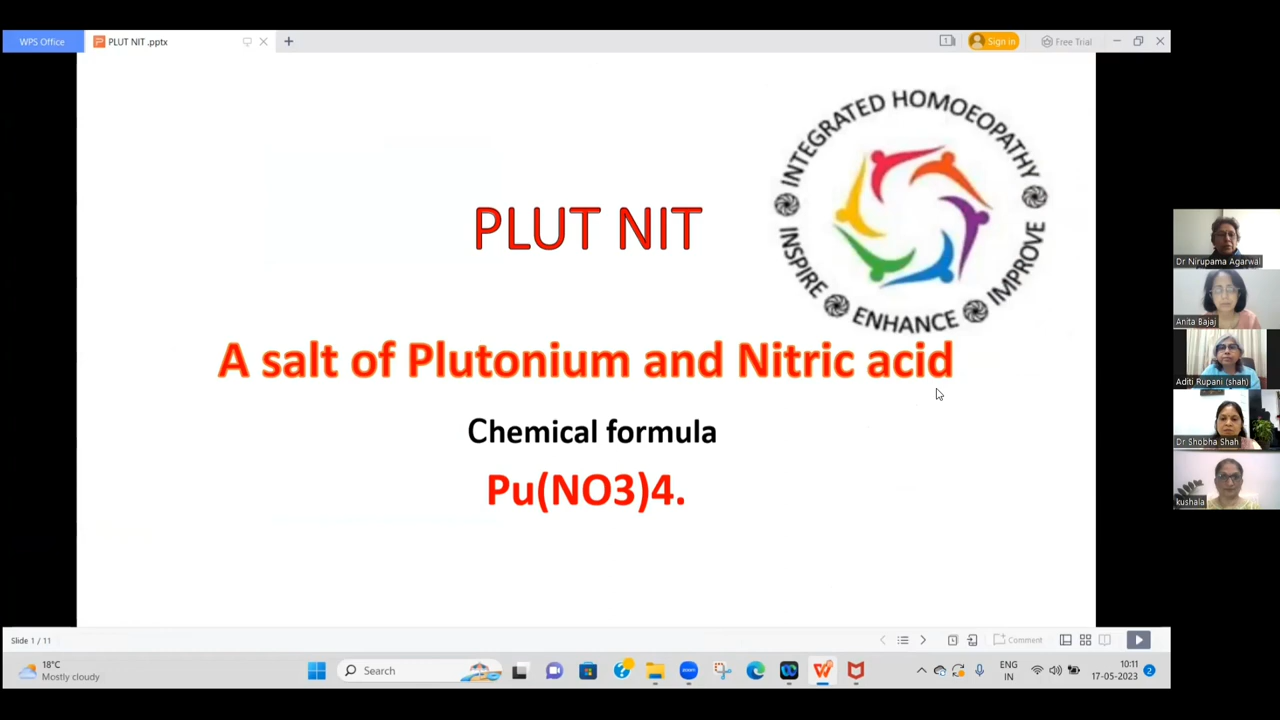 WPS Office
PLUT NIT .pptx
1
Sign in
Free Trial
INTEGRATED HOMOEOPATHY
INSPIRE
ENHANCE
IMPROVE
PLUT NIT
A salt of Plutonium and Nitric acid
Chemical formula
Pu(NO3)4.
Dr Nirupama Agarwal
Anita Bajaj
Aditi Rupani (shah)
Dr Shobha Shah
kushala
Slide 1 / 11
Comment
18°C
Mostly cloudy
Search
ENG
IN
10:11
17-05-2023
2